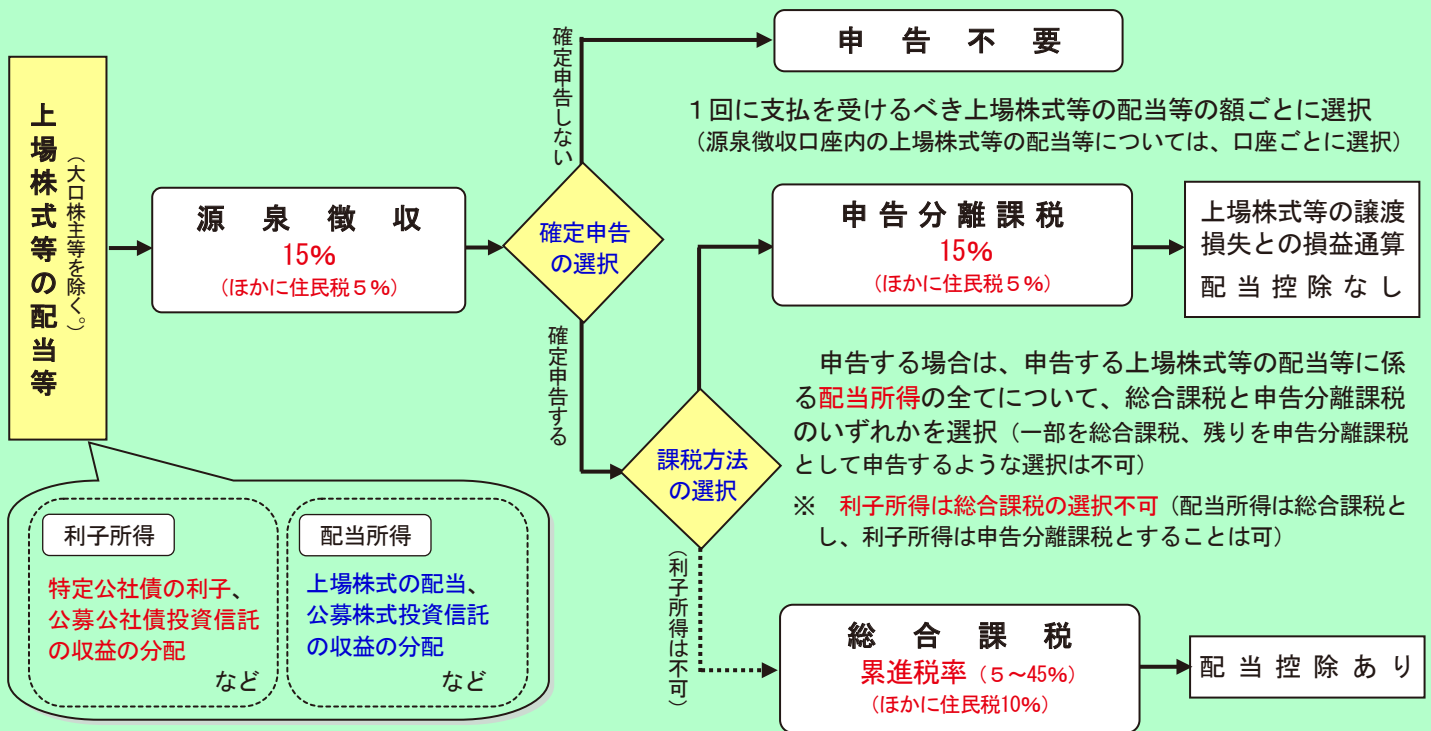 上場株式等の配当等
（大口株主等を除く。）
源泉徴収
15%
（ほかに住民税５%）
確定申告
の選択
確定申告しない
申告不要
１回に支払を受けるべき上場株式等の配当等の額ごとに選択
（源泉徴収口座内の上場株式等の配当等については、口座ごとに選択）
確定申告する
課税方法
の選択
申告分離課税
15%
（ほかに住民税５%）
上場株式等の譲渡
損失との損益通算
配当控除なし
申告する場合は、申告する上場株式等の配当等に係
る配当所得の全てについて、総合課税と申告分離課税
のいずれかを選択（一部を総合課税、残りを申告分離課税
として申告するような選択は不可）
※　利子所得は総合課税の選択不可（配当所得は総合課税と
し、利子所得は申告分離課税とすることは可）
（利子所得は不可）
総合課税
累進税率（５～45%）
（ほかに住民税10%）
配当控除あり
利子所得
特定公社債の利子、
公募公社債投資信託
の収益の分配
など
配当所得
上場株式の配当、
公募株式投資信託
の収益の分配
など